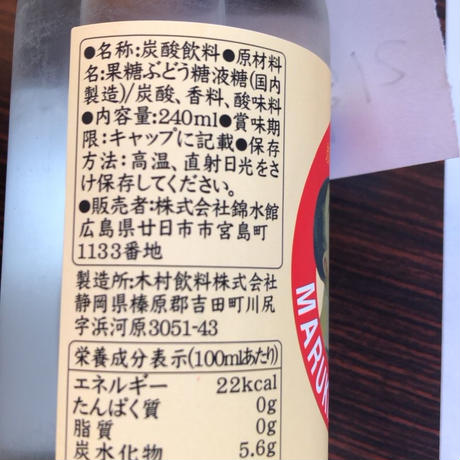 ●名称:炭酸飲料●原材料
名:果糖ぶどう糖液糖(国内
製造)/炭酸、香料、酸味料
●内容量:240ml●賞味期
限:キャップに記載●保存
方法:高温、直射日光をさ
け保存してください。
●販売者:株式会社錦水館
広島県廿日市市宮島町
1133番地
製造所:木村飲料株式会社
静岡県榛原郡吉田町川尻
字浜河原3051-43
栄養成分表示(100mlあたり)
エネルギー 22kcal
たんぱく質 0g
脂質 0g
炭水化物 5.6g